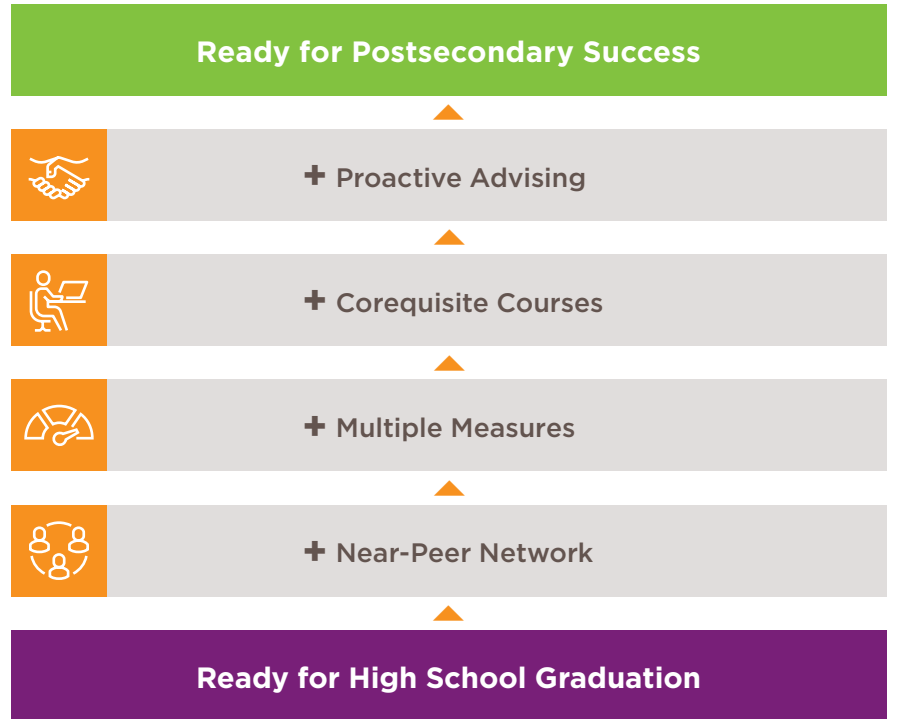 Ready for Postsecondary Success
+ Proactive Advising
+ Corequisite Courses
+ Multiple Measures
+ Near-Peer Network
Ready for High School Graduation